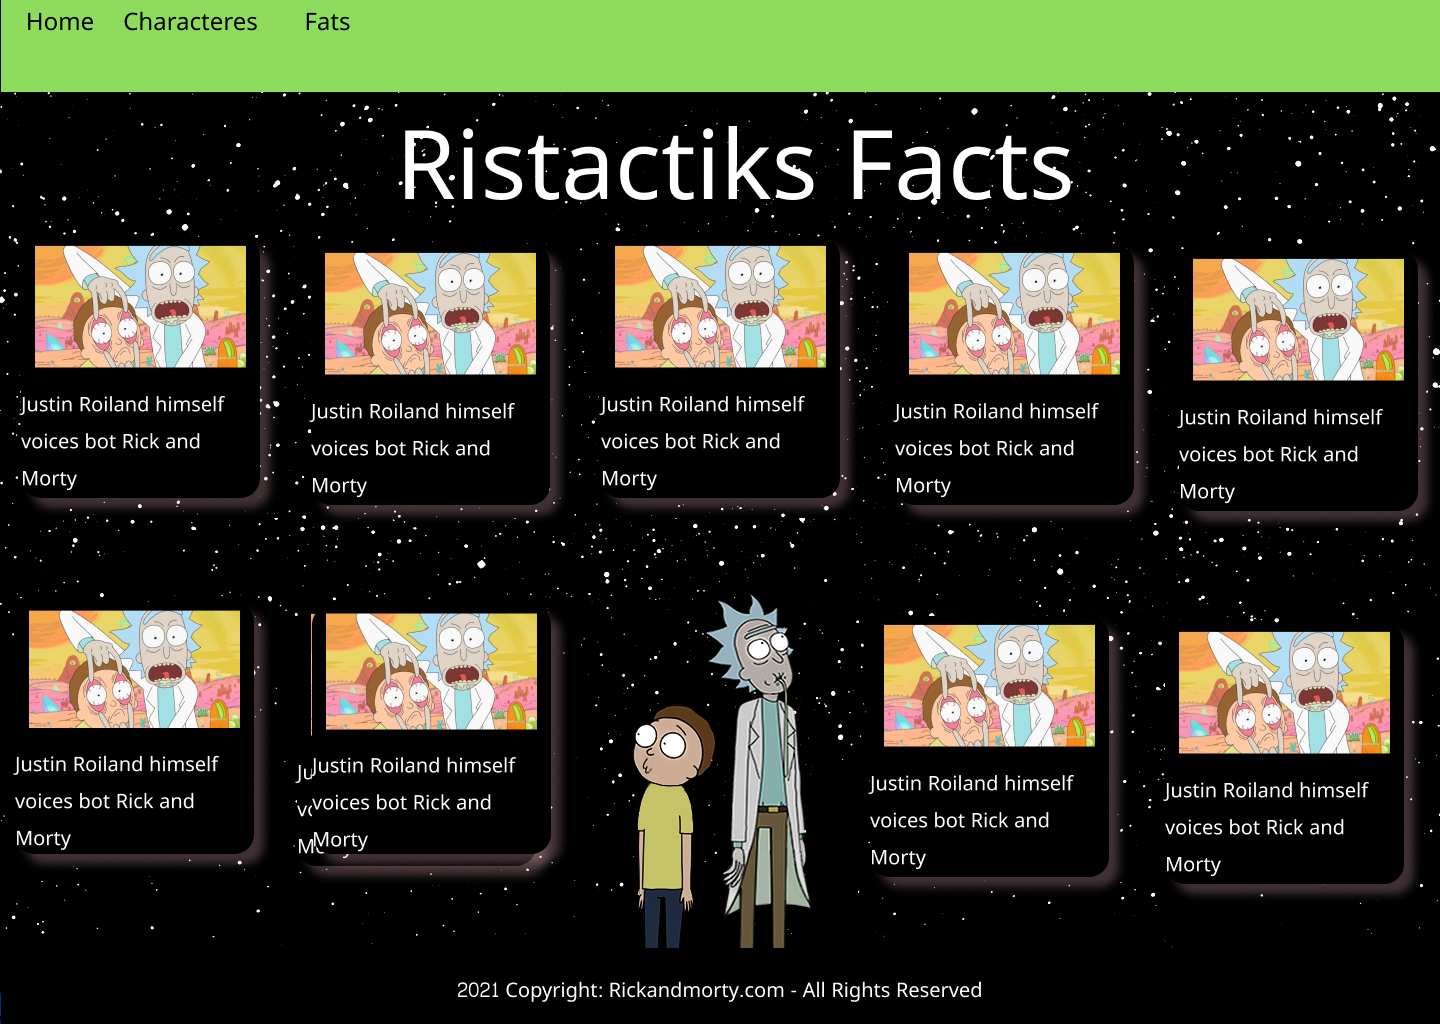 Home Characteres Fats
Ristactiks Facts
Justin Roiland himself
voices bot Rick and
Morty
Justin Roiland himself
voices bot Rick and
Morty
Justin Roiland himself
voices bot Rick and
Morty
Justin Roiland himself
voices bot Rick and
Morty
Justin Roiland himself
voices bot Rick and
Morty
Justin Roiland himself
voices bot Rick and
Morty
Justin Roiland himself
voices bot Rick and
Morty
Justin Roiland himself
voices bot Rick and
Morty
Justin Roiland himself
voices bot Rick and
Morty
2021 Copyright: Rickandmorty.com - All Rights Reserved